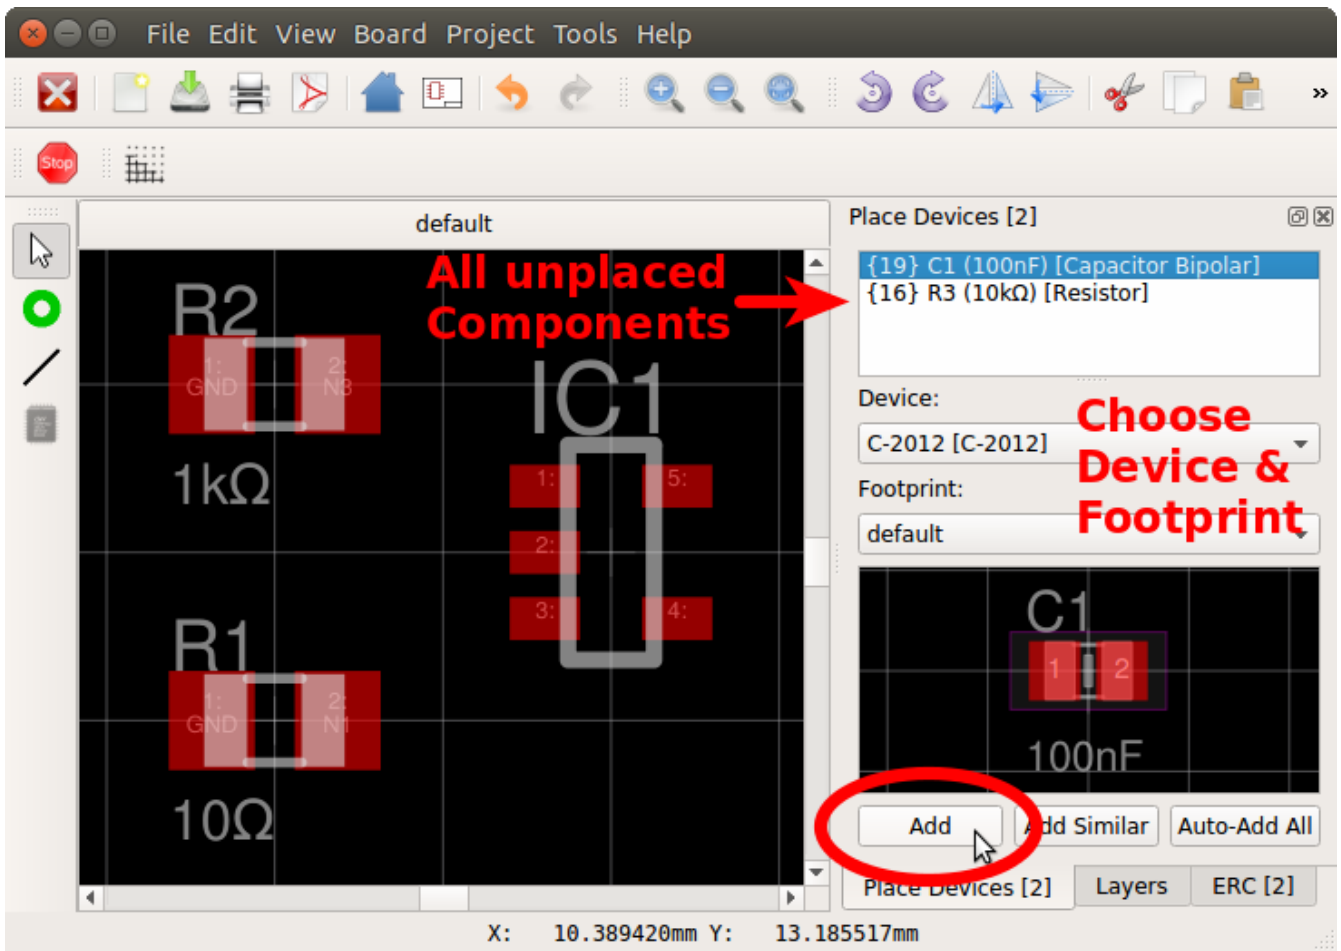 File Edit View Board Project Tools Help
Stop
default
Place Devices [2]
All unplaced
Components
{19} C1 (100nF) [Capacitor Bipolar]
{16} R3 (10kΩ) [Resistor]
R2
1:
GND
2:
N3
1kΩ
IC1
1:
2:
3:
5:
4:
R1
1:
GND
2:
N1
10Ω
Device:
C-2012 [C-2012]
Choose
Device &
Footprint
Footprint:
default
C1
1
2
100nF
Add
Add Similar
Auto-Add All
Place Devices [2]
Layers
ERC [2]
X: 10.389420mm Y: 13.185517mm